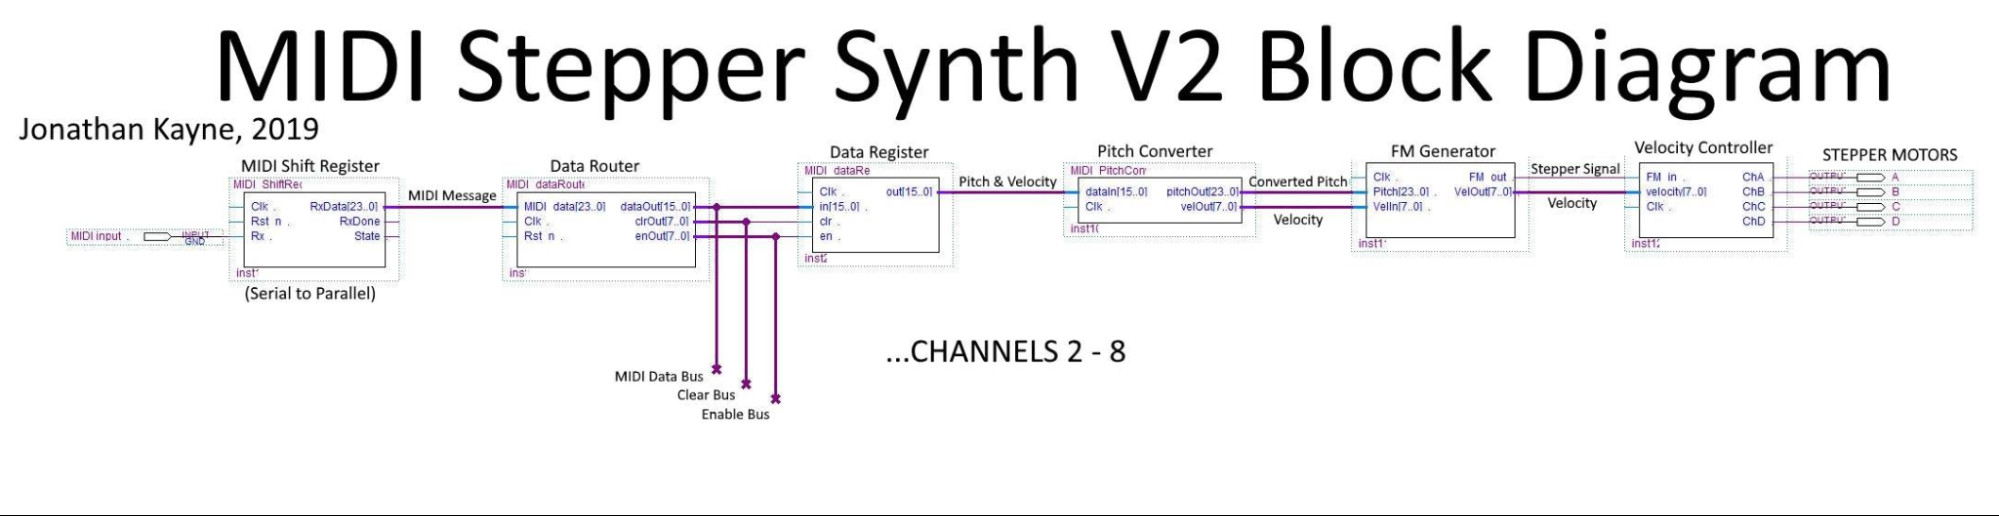 MIDI Stepper Synth V2 Block Diagram
Jonathan Kayne, 2019
MIDI input
INPUT
GND
MIDI Shift Register
MIDI_ShiftRe
Clk
RxData[23..0]
Rst_n
RxDone
Rx
State
inst
(Serial to Parallel)
MIDI Message
Data Router
MIDI_dataRout
MIDI_data[23..0]
dataOut[15..0]
Clk
clrOut[7..0]
Rst_n
enOut[7..0]
ins
MIDI Data Bus
Clear Bus
Enable Bus
Data Register
MIDI_dataRe
Clk
out[15..0]
in[15..0]
clr
en
inst
Pitch & Velocity
...CHANNELS 2 - 8
Pitch Converter
MIDI_PitchCon
dataIn[15..0]
pitchOut[23..0]
Clk
velOut[7..0]
inst1
Converted Pitch
Velocity
FM Generator
Clk
FM_out
Pitch[23..0]
VelOut[7..0]
VelIn[7..0]
inst1
Stepper Signal
Velocity
Velocity Controller
FM_in
ChA
velocity[7..0]
ChB
Clk
ChC
ChD
inst1
STEPPER MOTORS
OUTPU
A
OUTPU
B
OUTPU
C
OUTPU
D